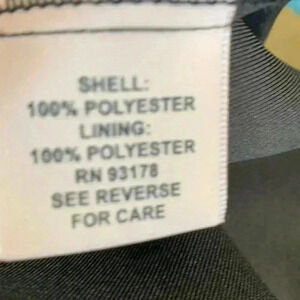 SHELL:
100% POLYESTER
LINING:
100% POLYESTER
RN 93178
SEE REVERSE
FOR CARE